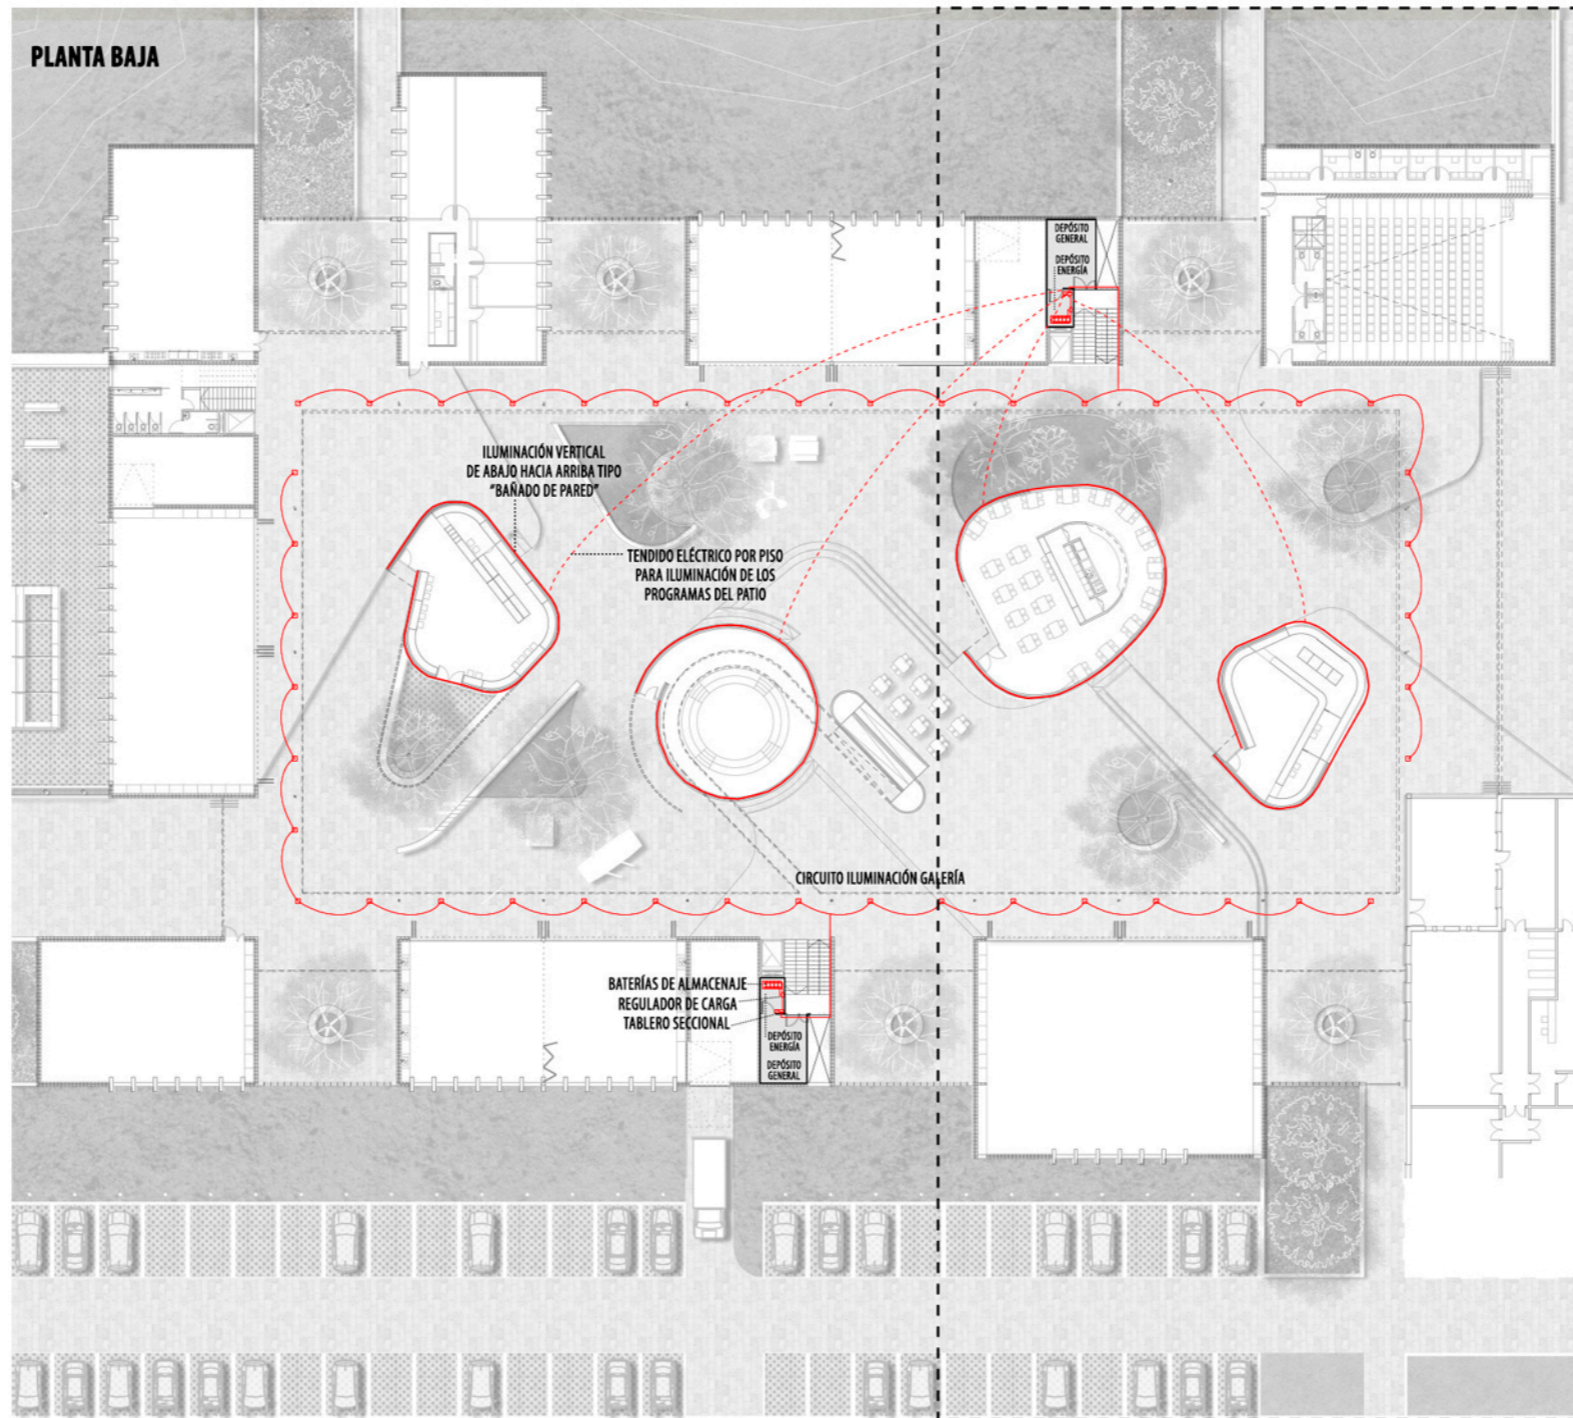 PLANTA BAJA
DEPÓSITO
GENERAL
DEPÓSITO
ENERGÍA
ILUMINACIÓN VERTICAL
DE ABAJO HACIA ARRIBA TIPO
"BAÑADO DE PARED"
TENDIDO ELÉCTRICO POR PISO
PARA ILUMINACIÓN DE LOS
PROGRAMAS DEL PATIO
CIRCUITO ILUMINACIÓN GALERÍA
BATERÍAS DE ALMACENAJE
REGULADOR DE CARGA
TABLERO SECCIONAL
DEPÓSITO
ENERGÍA
DEPÓSITO
GENERAL